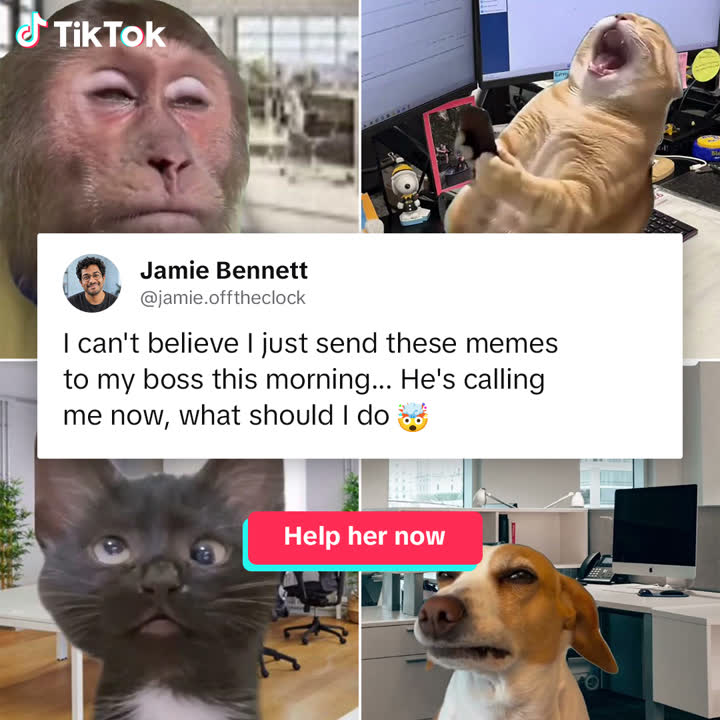 TikTok
Jamie Bennett
@jamie.offtheclock
I can't believe I just send these memes
to my boss this morning... He's calling
me now, what should I do 🤯
Help her now